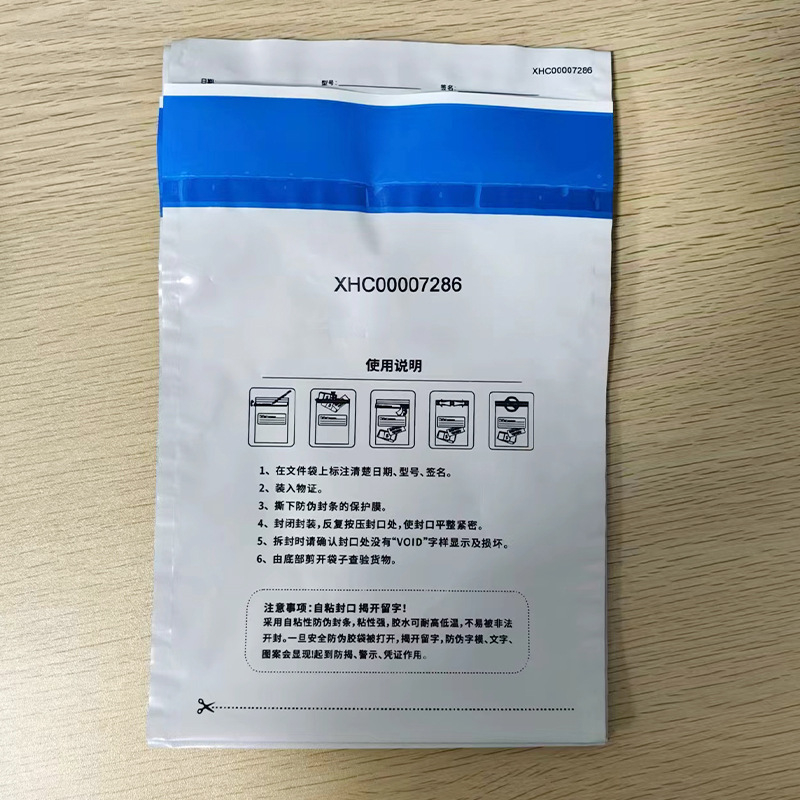 XHC00007286
日期: 型号: 签名:
XHC00007286
使用说明
1、在文件袋上标注清楚日期、型号、签名。
2、装入物证。
3、撕下防伪封条的保护膜。
4、封闭封装,反复按压封口处,使封口平整紧密。
5、拆封时请确认封口处没有“VOID”字样显示及损坏。
6、由底部剪开袋子查验货物。
注意事项:自粘封口 揭开留字!
采用自粘性防伪封条,粘性强,胶水可耐高低温,不易被非法
开封。一旦安全防伪胶袋被打开,揭开留字,防伪字模、文字、
图案会显现!起到防揭、警示、凭证作用。